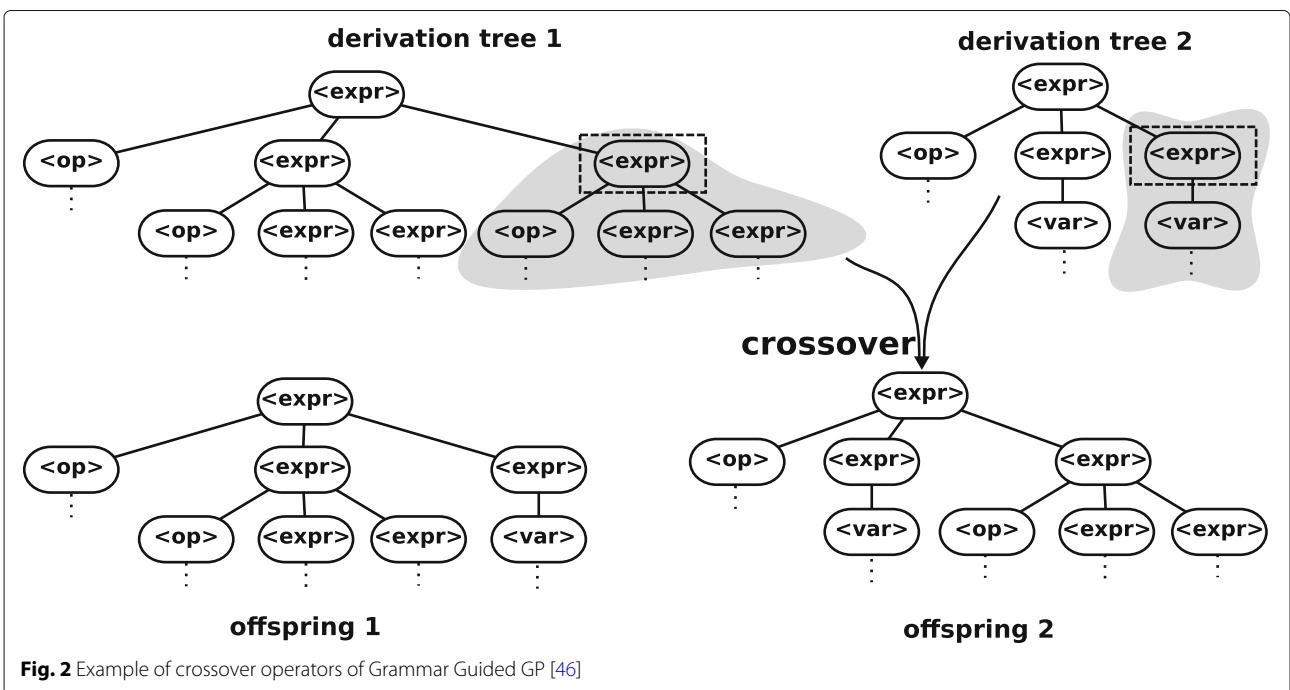 derivation tree 1
<expr>
<op> <expr> <expr>
<op> <expr> <expr> <op> <expr> <expr>
derivation tree 2
<expr>
<op> <expr> <expr>
<var> <var>
crossover
<expr>
<op> <expr> <expr>
<op> <expr> <expr> <var>
offspring 1
<expr>
<op> <expr> <expr>
<var> <op> <expr> <expr>
offspring 2
Fig. 2 Example of crossover operators of Grammar Guided GP [46]